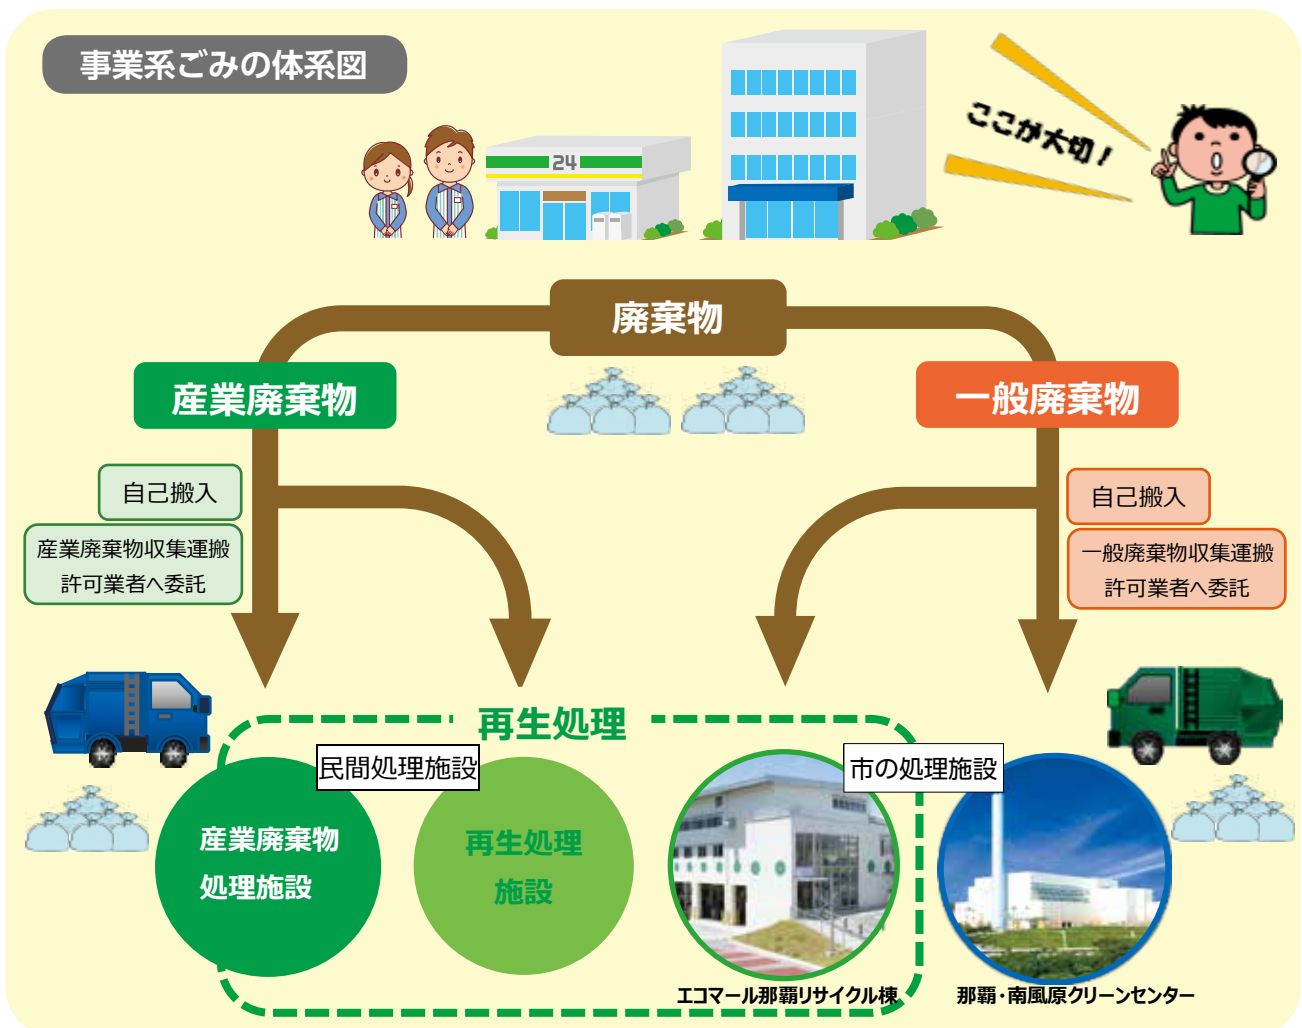 事業系ごみの体系図
24
ここが大切!
廃棄物
産業廃棄物
一般廃棄物
自己搬入
産業廃棄物収集運搬
許可業者へ委託
自己搬入
一般廃棄物収集運搬
許可業者へ委託
再生処理
民間処理施設
市の処理施設
産業廃棄物
処理施設
再生処理
施設
エコマール那覇リサイクル棟
那覇・南風原クリーンセンター